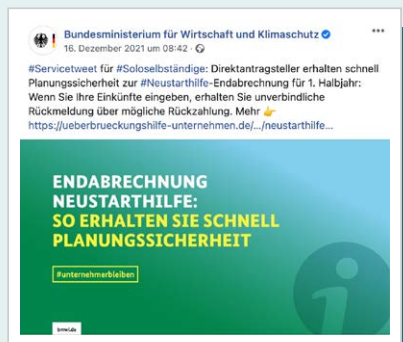 Bundesministerium für Wirtschaft und Klimaschutz
16. Dezember 2021 um 08:42 ·
#Servicetweet für #Soloselbständige: Direktantragsteller erhalten schnell
Planungssicherheit zur #Neustarthilfe-Endabrechnung für 1. Halbjahr:
Wenn Sie Ihre Einkünfte eingeben, erhalten Sie unverbindliche
Rückmeldung über mögliche Rückzahlung. Mehr 👉
https://ueberbrueckungshilfe-unternehmen.de/.../neustarthilfe...
ENDABRECHNUNG
NEUSTARTHILFE:
SO ERHALTEN SIE SCHNELL
PLANUNGSSICHERHEIT
#unternehmerbleiben
bmwi.de